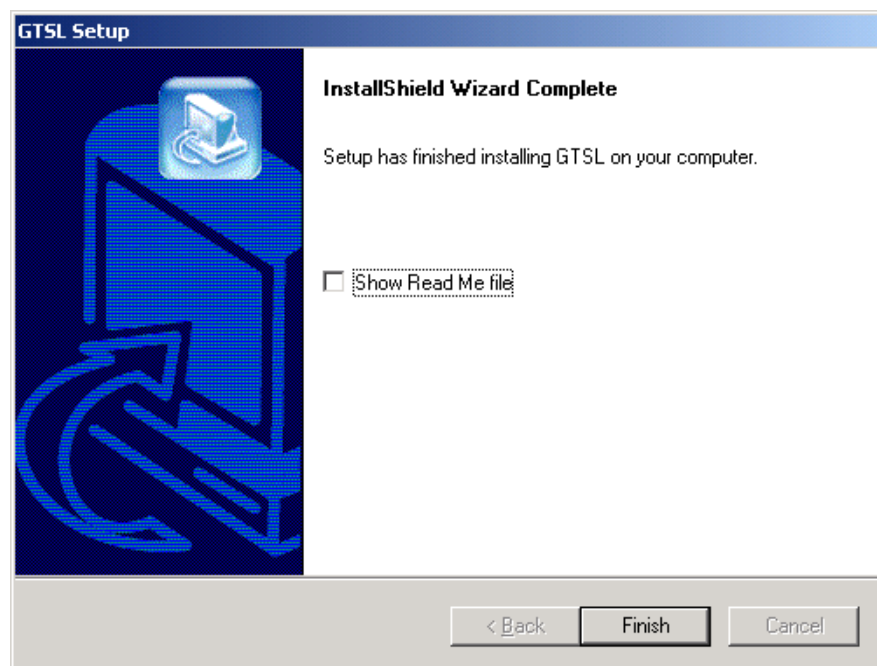 GTSL Setup
InstallShield Wizard Complete
Setup has finished installing GTSL on your computer.
Show Read Me file
< Back Finish Cancel